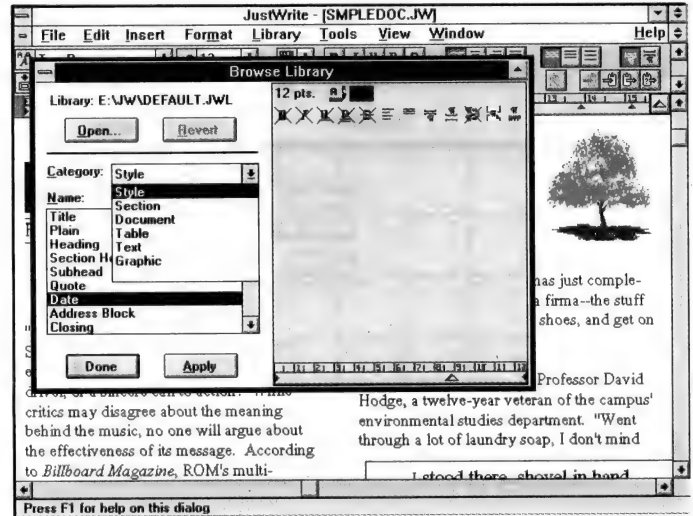 JustWrite - [SMPLEDOC.JW]
File Edit Insert Format Library Tools View Window Help
Browse Library
Library: E:\JW\DEFAULT.JWL
Open...
Revert
Category:
Style
Style
Section
Document
Table
Text
Graphic
Name:
Title
Plain
Heading
Section
Subhead
Quote
Date
Address Block
Closing
Done
Apply
12 pts.
has just comple-
firma--the stuff
shoes, and get on
Professor David
Hodge, a twelve-year veteran of the campus'
environmental studies department. "Went
through a lot of laundry soap, I don't mind
I stood there, shovel in hand
critics may disagree about the meaning
behind the music, no one will argue about
the effectiveness of its message. According
to Billboard Magazine, ROM's multi-
Press F1 for help on this dialog